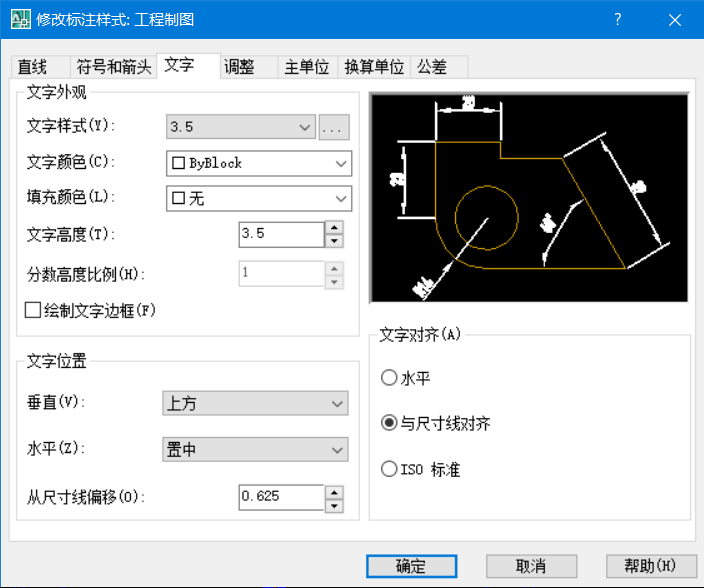 修改标注样式: 工程制图
?
直线 符号和箭头 文字 调整 主单位 换算单位 公差
文字外观
文字样式(Y): 3.5 ...
文字颜色(C): ByBlock
填充颜色(L): 无
文字高度(T): 3.5
分数高度比例(H): 1
绘制文字边框(F)
文字位置
垂直(V): 上方
水平(Z): 置中
从尺寸线偏移(O): 0.625
文字对齐(A)
水平
与尺寸线对齐
ISO 标准
确定 取消 帮助(H)